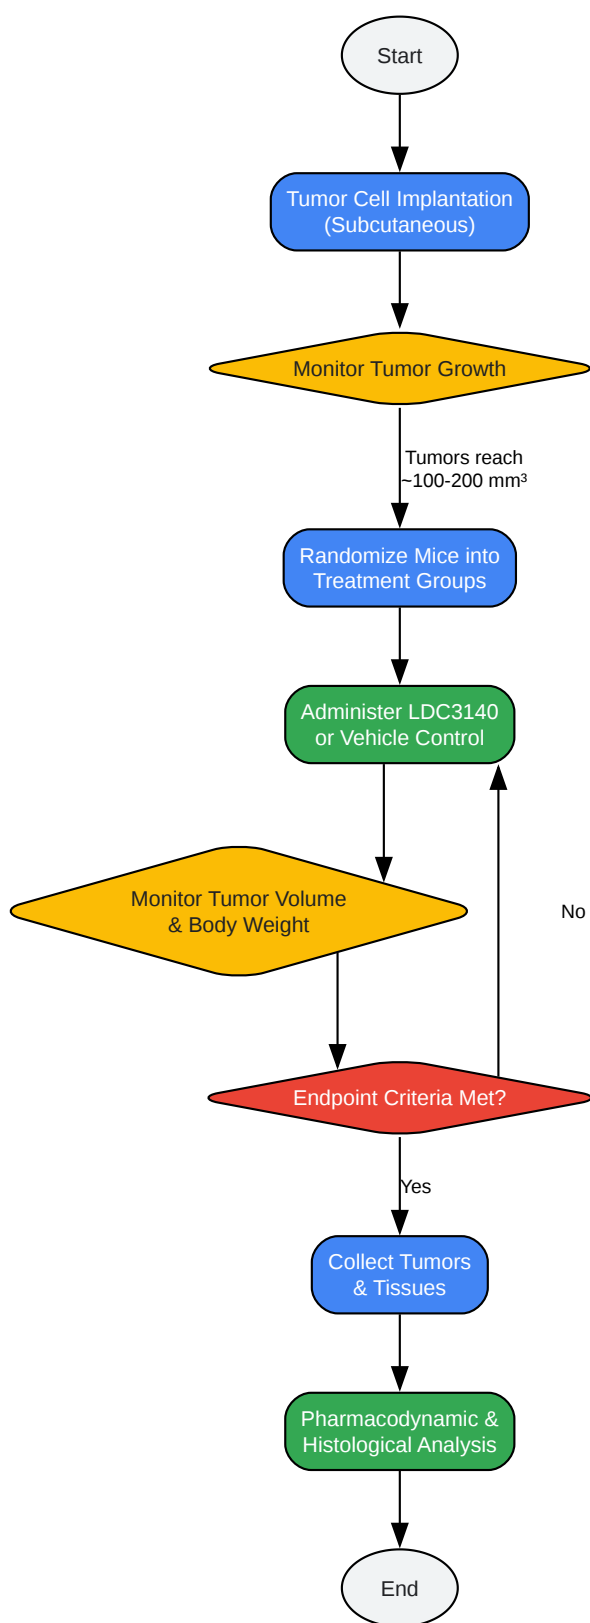 Start
Tumor Cell Implantation
(Subcutaneous)
Monitor Tumor Growth
Tumors reach
~100-200 mm³
Randomize Mice into
Treatment Groups
Administer LDC3140
or Vehicle Control
Monitor Tumor Volume
& Body Weight
No
Endpoint Criteria Met?
Yes
Collect Tumors
& Tissues
Pharmacodynamic &
Histological Analysis
End